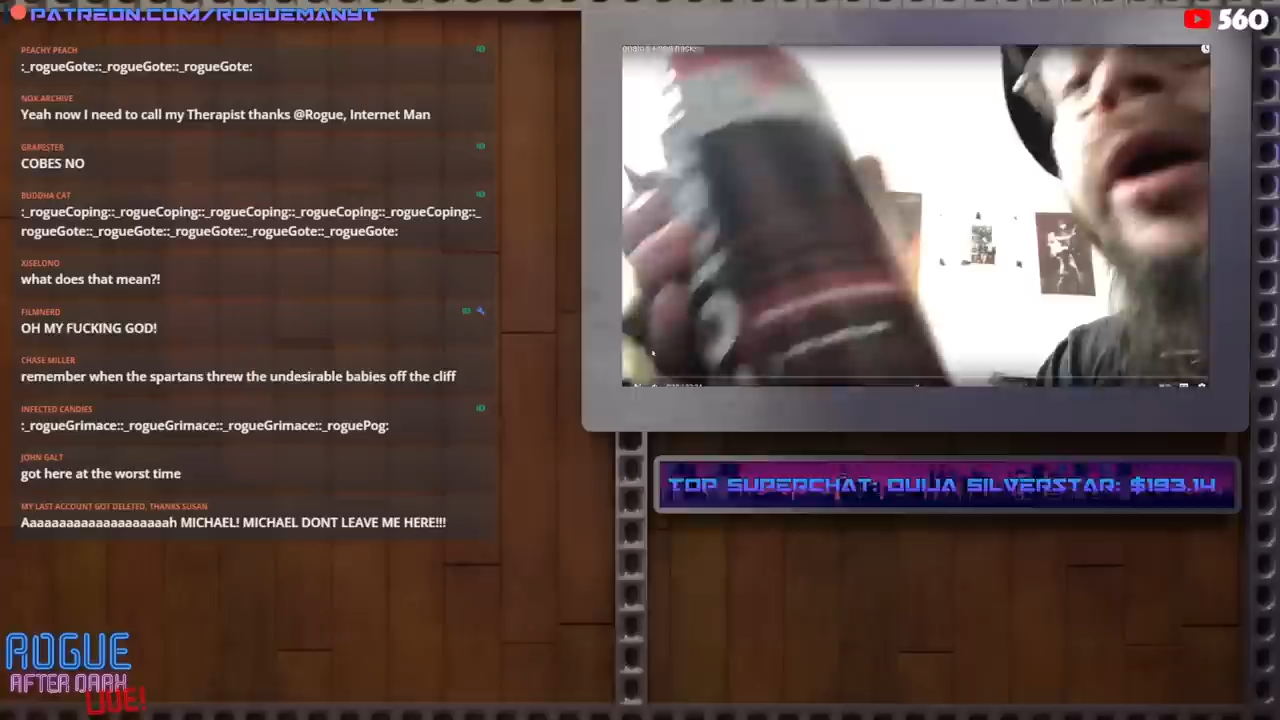 PATREON.COM/ROGUEMANYT
560
PEACHY PEACH
:_rogueGote::_rogueGote::_rogueGote:
NOX ARCHIVE
Yeah now I need to call my Therapist thanks @Rogue, Internet Man
GRAPESTER
COBES NO
BUDDHA CAT
:_rogueCoping::_rogueCoping::_rogueCoping::_rogueCoping::_rogueCoping::_
rogueGote::_rogueGote::_rogueGote::_rogueGote::_rogueGote:
XISELONO
what does that mean?!
FILMNERD
OH MY FUCKING GOD!
CHASE MILLER
remember when the spartans threw the undesirable babies off the cliff
INFECTED CANDIES
:_rogueGrimace::_rogueGrimace::_rogueGrimace::_roguePog:
JOHN GALT
got here at the worst time
MY LAST ACCOUNT GOT DELETED, THANKS SUSAN
Aaaaaaaaaaaaaaaaaaaah MICHAEL! MICHAEL DONT LEAVE ME HERE!!!
TOP SUPERCHAT: OUIJA SILVERSTAR: $193.14
ROGUE
AFTER DARK
LIVE!